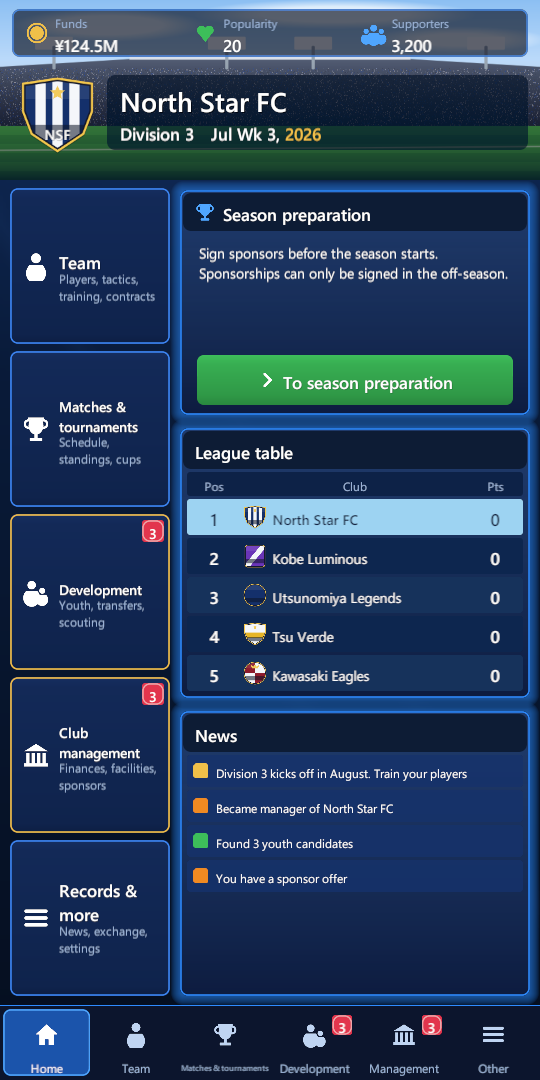 Funds
¥124.5M
Popularity
20
Supporters
3,200
NSF
North Star FC
Division 3 Jul Wk 3, 2026
Team
Players, tactics,
training, contracts
Matches &
tournaments
Schedule,
standings, cups
3
Development
Youth, transfers,
scouting
3
Club
management
Finances, facilities,
sponsors
Records &
more
News, exchange,
settings
Season preparation
Sign sponsors before the season starts.
Sponsorships can only be signed in the off-season.
To season preparation
League table
Pos Club Pts
1 North Star FC 0
2 Kobe Luminous 0
3 Utsunomiya Legends 0
4 Tsu Verde 0
5 Kawasaki Eagles 0
News
Division 3 kicks off in August. Train your players
Became manager of North Star FC
Found 3 youth candidates
You have a sponsor offer
3 3
Home Team Matches & tournaments Development Management Other